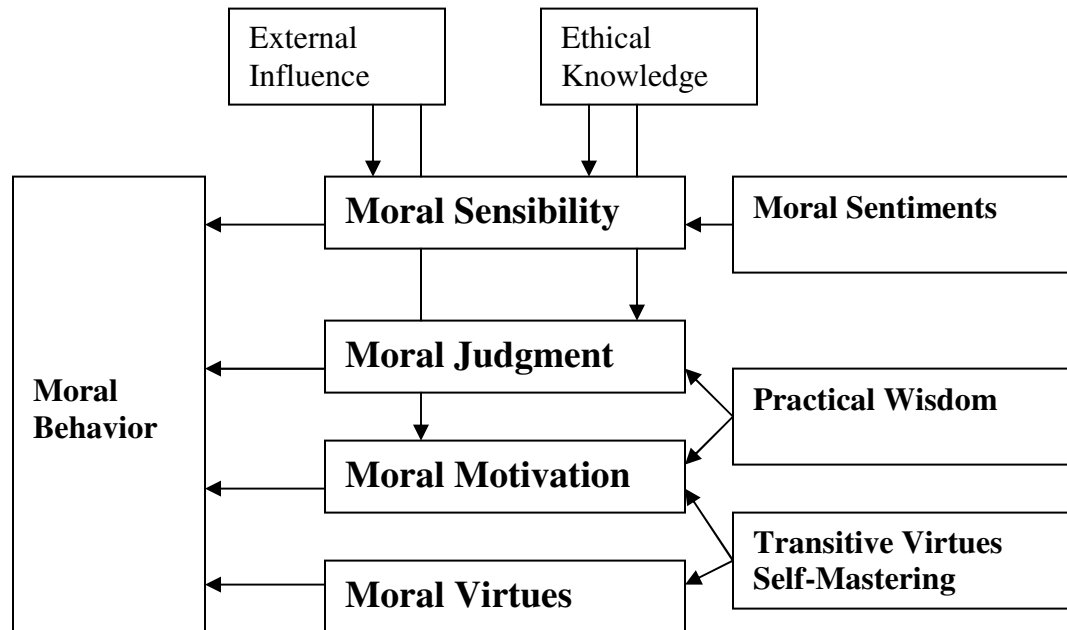 External
Influence
Ethical
Knowledge
Moral Sensibility
Moral Sentiments
Moral Judgment
Moral
Behavior
Practical Wisdom
Moral Motivation
Transitive Virtues
Self-Mastering
Moral Virtues